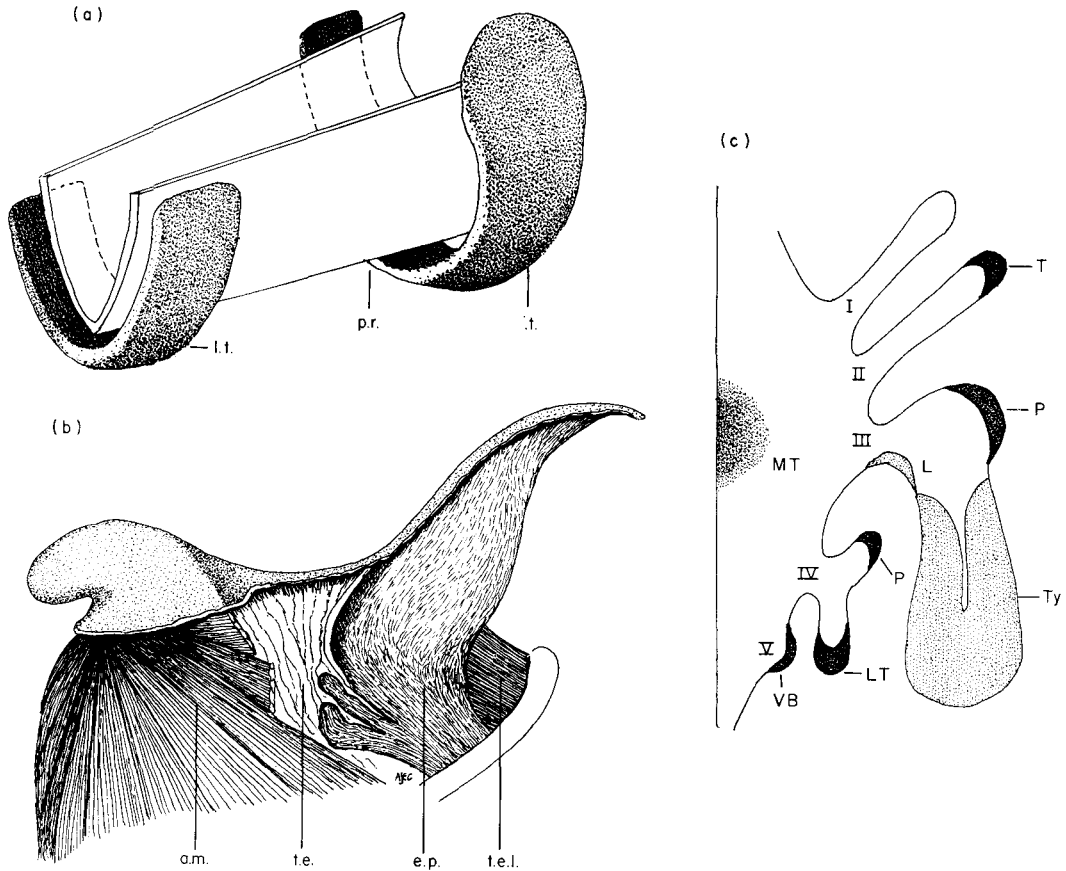 (a)
p.r.
l.t.
l.t.
(b)
AJEC
a.m.
t.e.
e.p.
t.e.l.
(c)
I
T
II
P
III
L
MT
IV
P
Ty
V
LT
VB